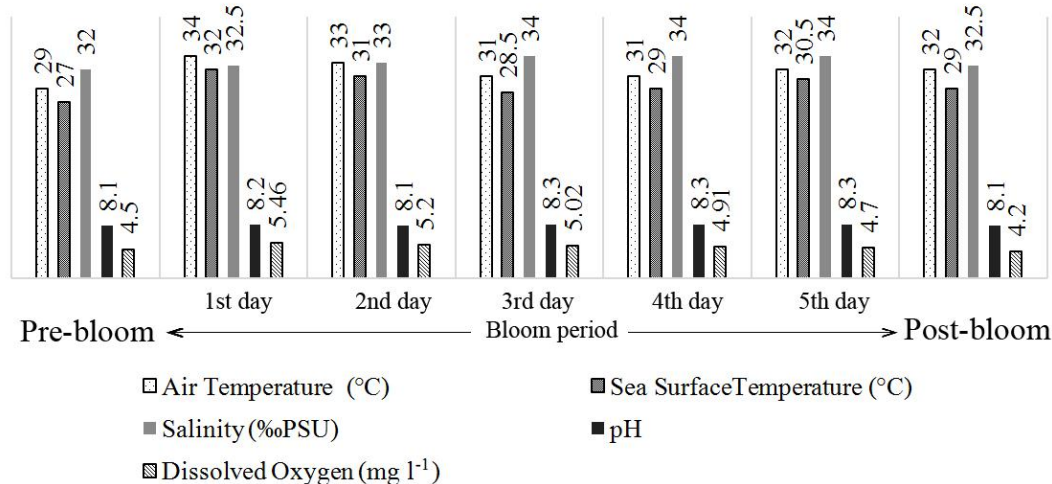 29 27 32 8.1 4.5
34 32 32.5 8.2 5.46
33 31 33 8.1 5.2
31 28.5 34 8.3 5.02
31 29 34 8.3 4.91
32 30.5 34 8.3 4.7
32 29 32.5 8.1 4.2
1st day 2nd day 3rd day 4th day 5th day
Pre-bloom Bloom period Post-bloom
Air Temperature (°C) Sea SurfaceTemperature (°C)
Salinity (‰PSU) pH
Dissolved Oxygen (mg l⁻¹)